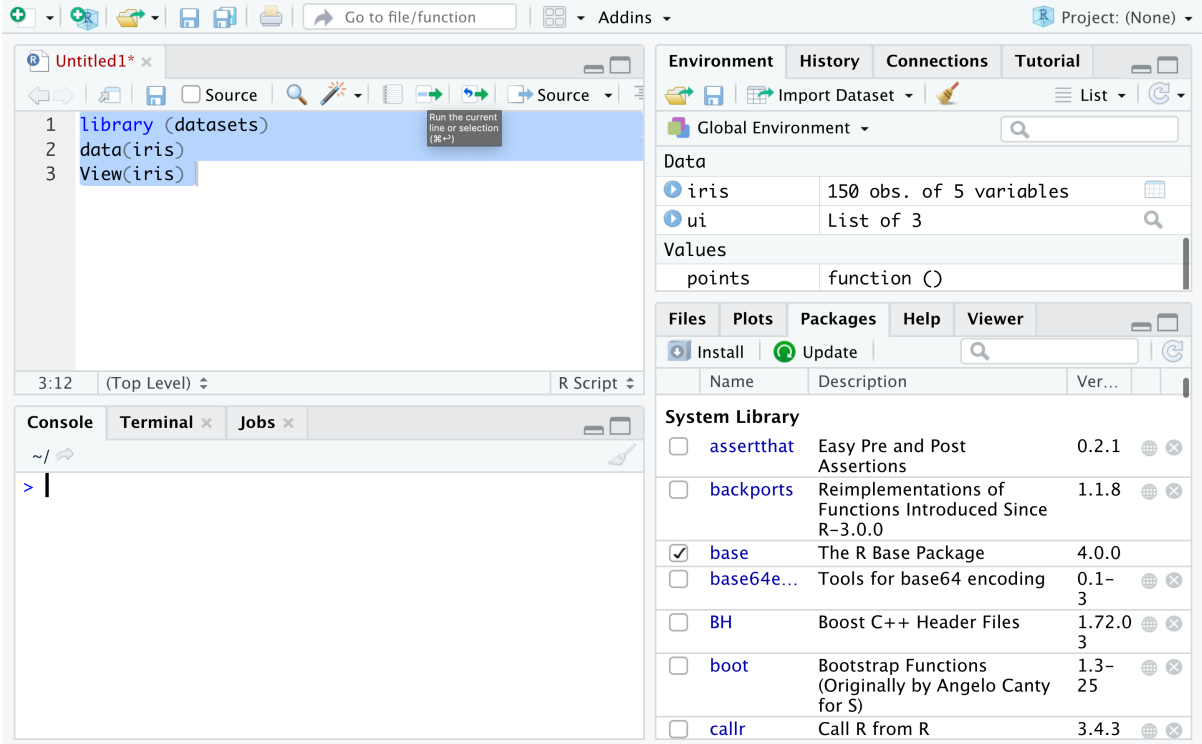 Go to file/function Addins Project: (None)
Untitled1*
Source Source
Run the current
line or selection
(⌘⏎)
1 library (datasets)
2 data(iris)
3 View(iris)
3:12 (Top Level) R Script
Console Terminal Jobs
~/
>
Environment History Connections Tutorial
Import Dataset List
Global Environment
Data
iris 150 obs. of 5 variables
ui List of 3
Values
points function ()
Files Plots Packages Help Viewer
Install Update
Name Description Ver...
System Library
assertthat Easy Pre and Post 0.2.1
Assertions
backports Reimplementations of 1.1.8
Functions Introduced Since
R-3.0.0
base The R Base Package 4.0.0
base64e... Tools for base64 encoding 0.1-
3
BH Boost C++ Header Files 1.72.0
3
boot Bootstrap Functions 1.3-
(Originally by Angelo Canty 25
for S)
callr Call R from R 3.4.3